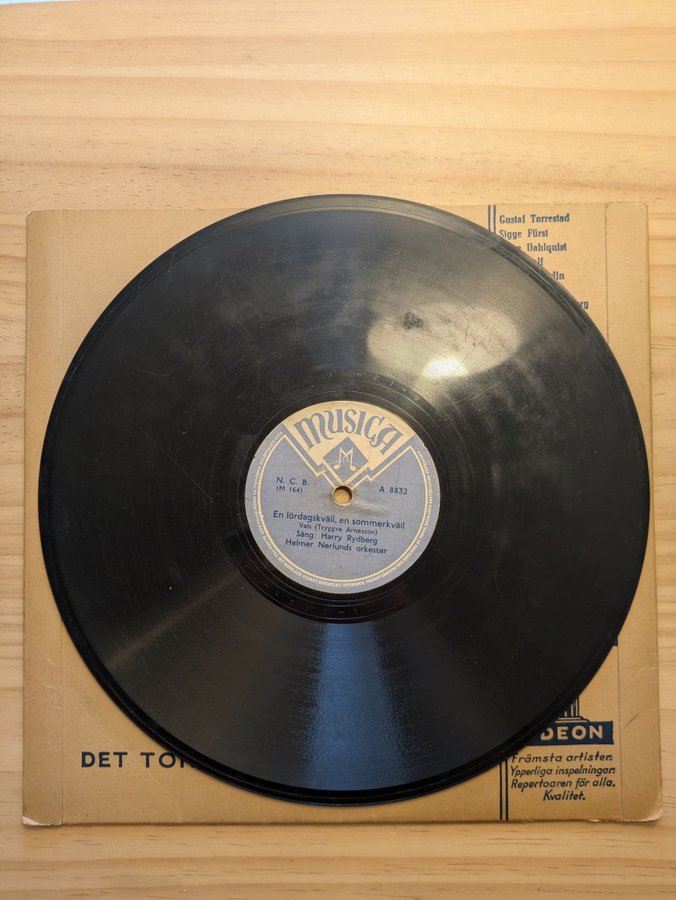 Gustaf Torrestad
Sigge Fürst
Dahlquist
MUSICA
M
N. C. B.
(M 164)
A 8832
En lördagskväll, en sommerkväll
Vals (Tryggve Arnesson)
Sång: Harry Rydberg
Helmer Nerlunds orkester
DET
DEON
Främsta artister.
Ypperliga inspelningar.
Repertoaren för alla.
Kvalitet.